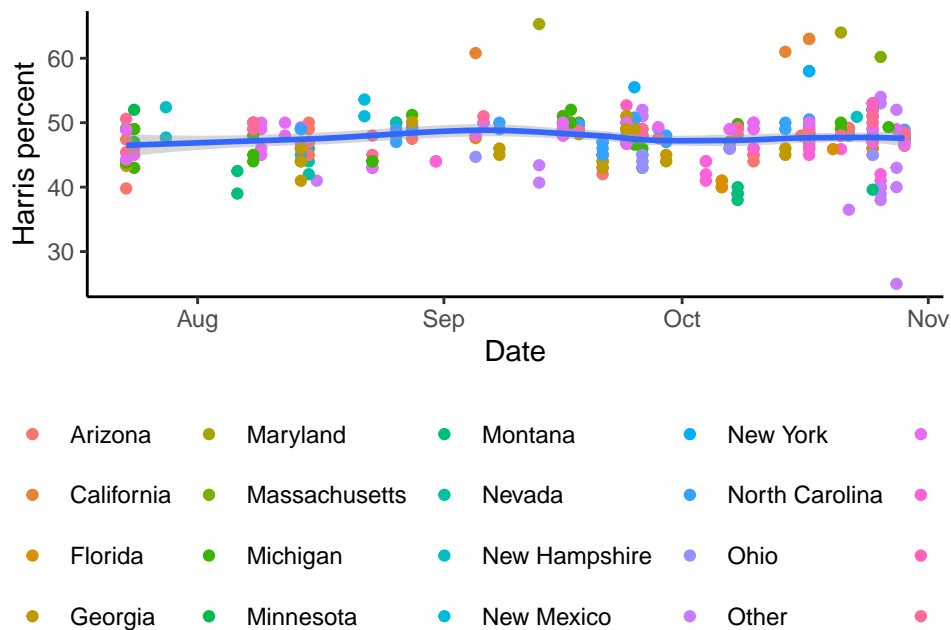 60
50
40
30
Harris percent
Aug Sep Oct Nov
Date
Arizona Maryland Montana New York
California Massachusetts Nevada North Carolina
Florida Michigan New Hampshire Ohio
Georgia Minnesota New Mexico Other